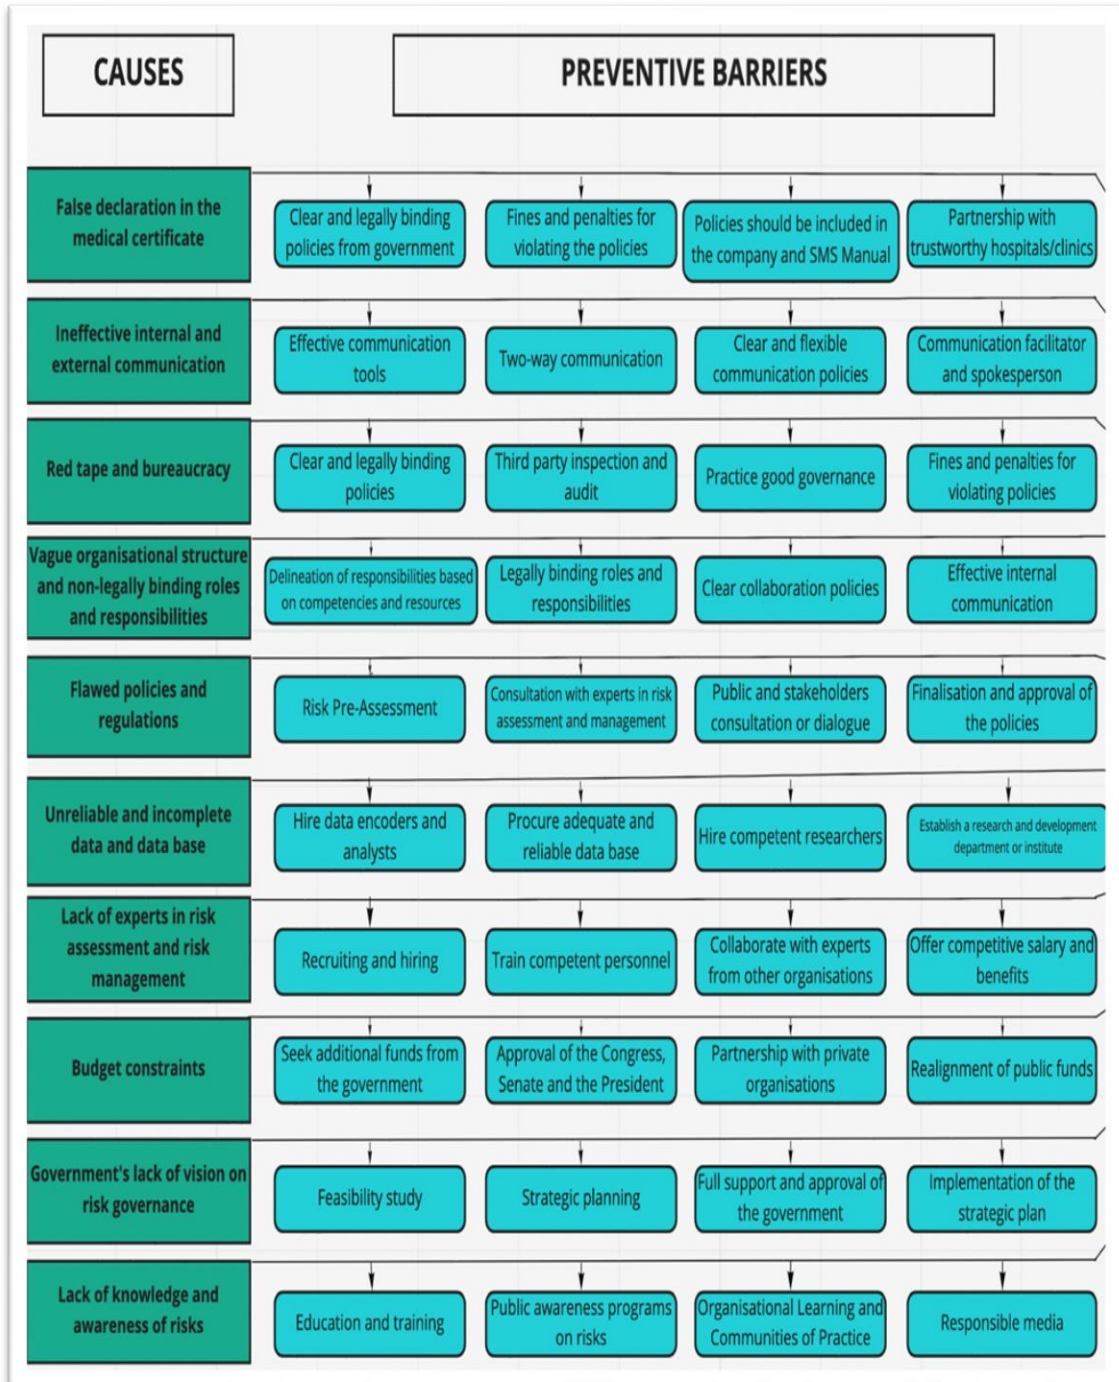 CAUSES
PREVENTIVE BARRIERS
False declaration in the
medical certificate
Clear and legally binding
policies from government
Fines and penalties for
violating the policies
Policies should be included in
the company and SMS Manual
Partnership with
trustworthy hospitals/clinics
Ineffective internal and
external communication
Effective communication
tools
Two-way communication
Clear and flexible
communication policies
Communication facilitator
and spokesperson
Red tape and bureaucracy
Clear and legally binding
policies
Third party inspection and
audit
Practice good governance
Fines and penalties for
violating policies
Vague organisational structure
and non-legally binding roles
and responsibilities
Delineation of responsibilities based
on competencies and resources
Legally binding roles and
responsibilities
Clear collaboration policies
Effective internal
communication
Flawed policies and
regulations
Risk Pre-Assessment
Consultation with experts in risk
assessment and management
Public and stakeholders
consultation or dialogue
Finalisation and approval of
the policies
Unreliable and incomplete
data and data base
Hire data encoders and
analysts
Procure adequate and
reliable data base
Hire competent researchers
Establish a research and development
department or institute
Lack of experts in risk
assessment and risk
management
Recruiting and hiring
Train competent personnel
Collaborate with experts
from other organisations
Offer competitive salary and
benefits
Budget constraints
Seek additional funds from
the government
Approval of the Congress,
Senate and the President
Partnership with private
organisations
Realignment of public funds
Government's lack of vision on
risk governance
Feasibility study
Strategic planning
Full support and approval of
the government
Implementation of the
strategic plan
Lack of knowledge and
awareness of risks
Education and training
Public awareness programs
on risks
Organisational Learning and
Communities of Practice
Responsible media